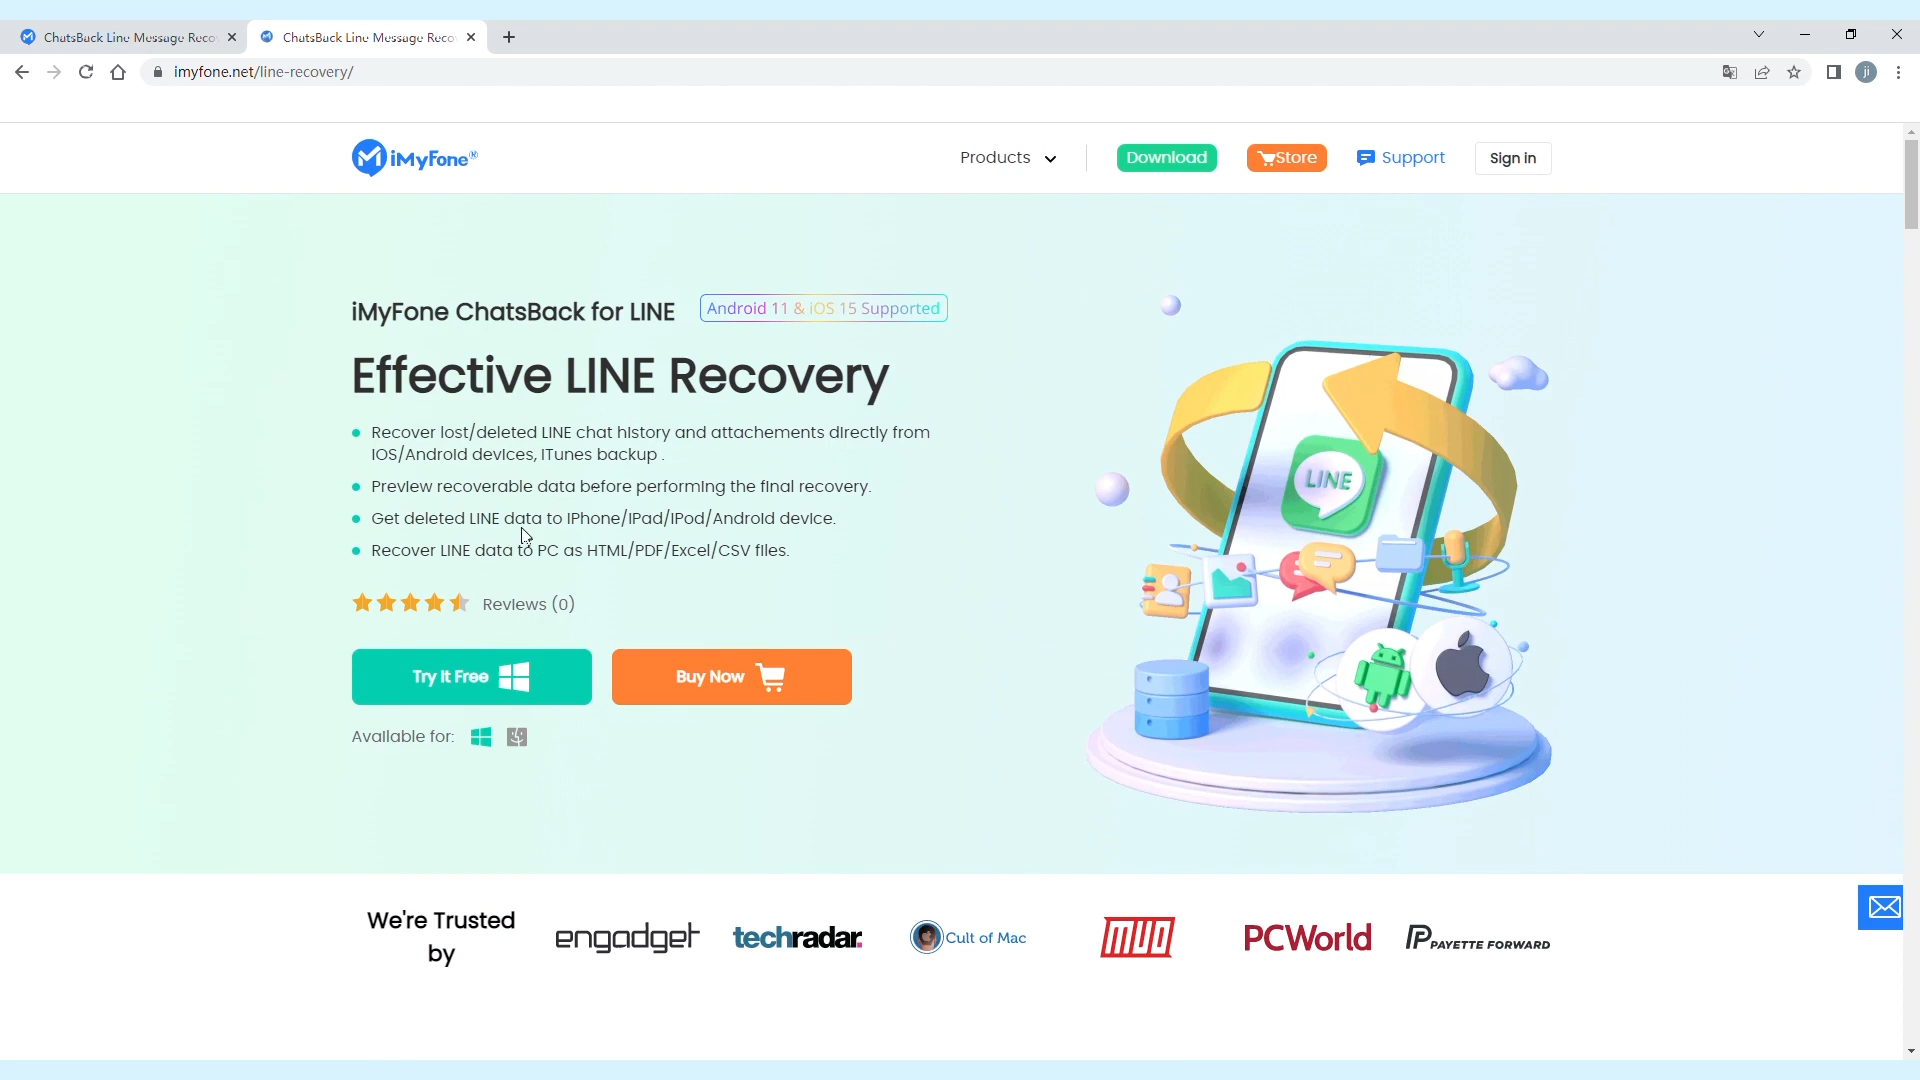 ChatsBack Line Message Reco
ChatsBack Line Message Reco
imyfone.net/line-recovery/
ji
iMyFone®
Products
Download
Store
Support
Sign in
iMyFone ChatsBack for LINE
Android 11 & iOS 15 Supported
Effective LINE Recovery
Recover lost/deleted LINE chat history and attachements directly from
iOS/Android devices, iTunes backup .
Preview recoverable data before performing the final recovery.
Get deleted LINE data to iPhone/iPad/iPod/Android device.
Recover LINE data to PC as HTML/PDF/Excel/CSV files.
Reviews (0)
Try It Free
Buy Now
Available for:
LINE
We're Trusted
by
engadget
techradar.
Cult of Mac
MUO
PCWorld
PAYETTE FORWARD